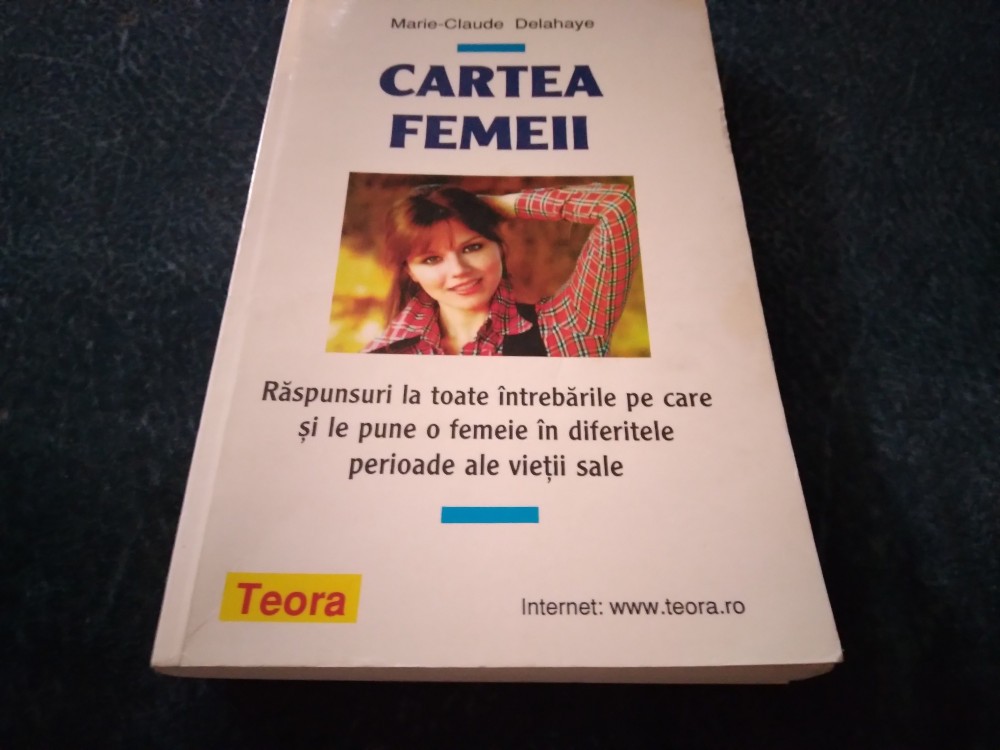 Marie-Claude Delahaye
CARTEA
FEMEII
Răspunsuri la toate întrebările pe care
și le pune o femeie în diferitele
perioade ale vieții sale
Teora
Internet: www.teora.ro